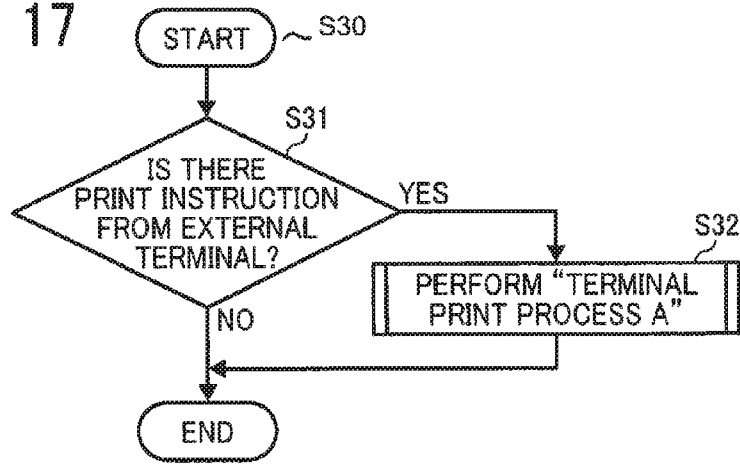 17
START
S30
S31
IS THERE
PRINT INSTRUCTION
FROM EXTERNAL
TERMINAL?
YES
S32
PERFORM “TERMINAL
PRINT PROCESS A”
NO
END